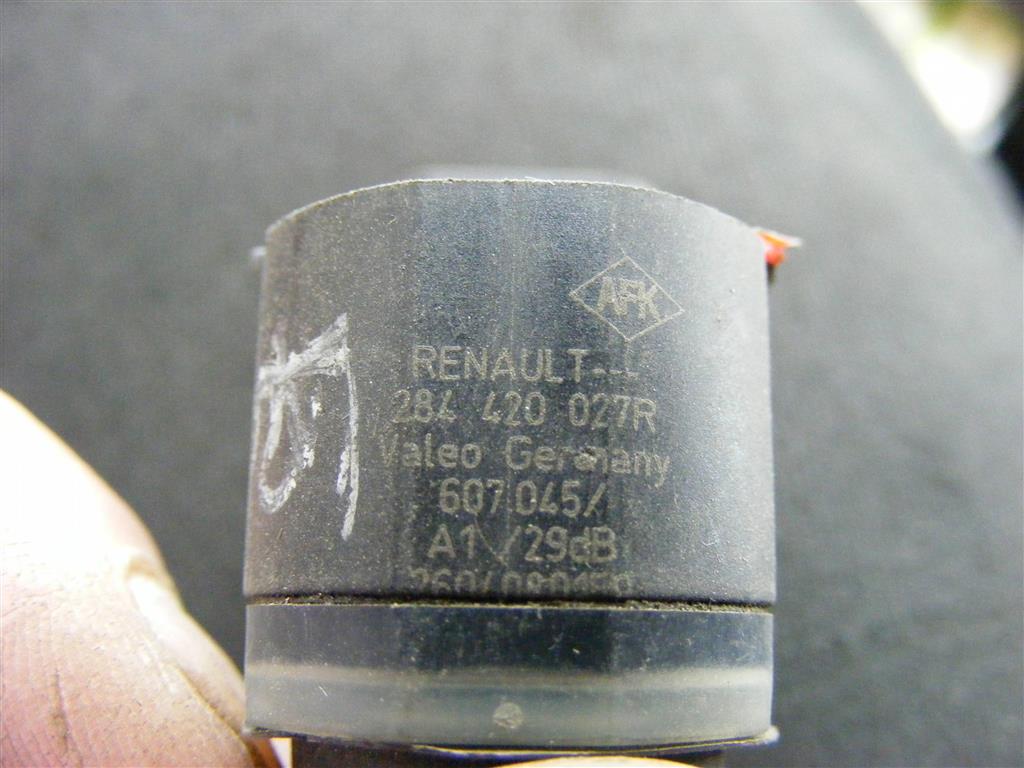 AFK
RENAULT
284 420 027R
Valeo Germany
607 045/
A1 /29dB